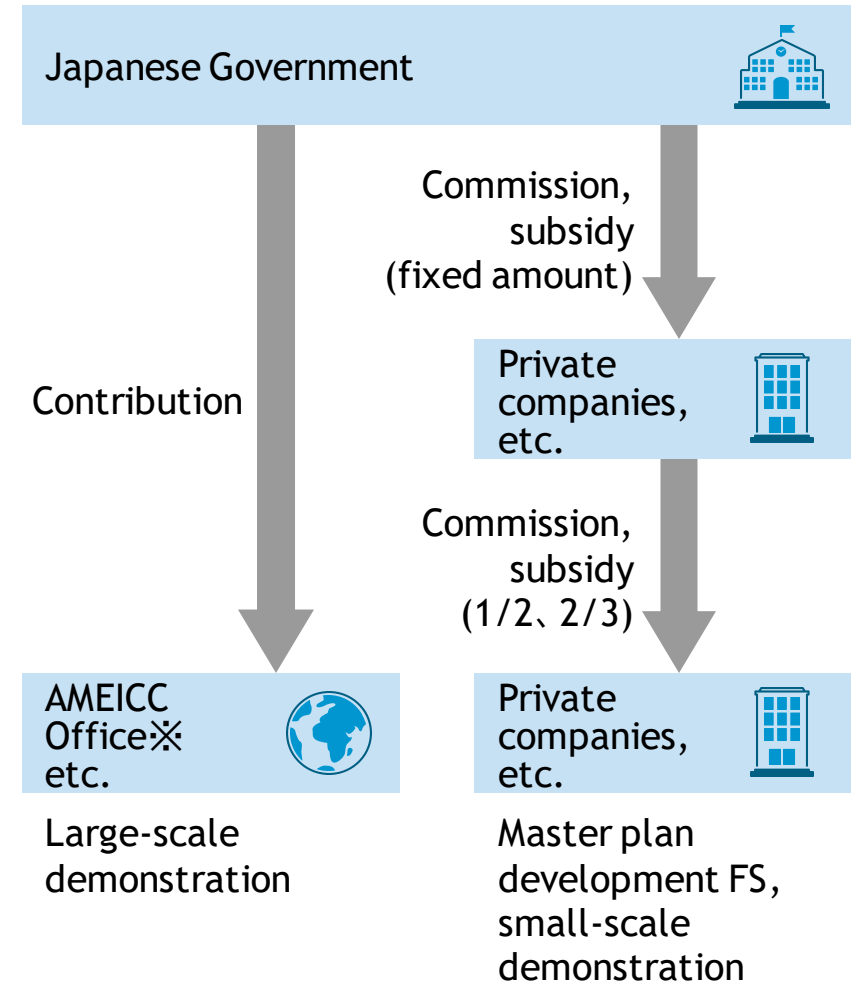 Japanese Government
Commission,
subsidy
(fixed amount)
Private
companies,
etc.
Contribution
Commission,
subsidy
(1/2、2/3)
AMEICC
Office※
etc.
Large-scale
demonstration
Private
companies,
etc.
Master plan
development FS,
small-scale
demonstration